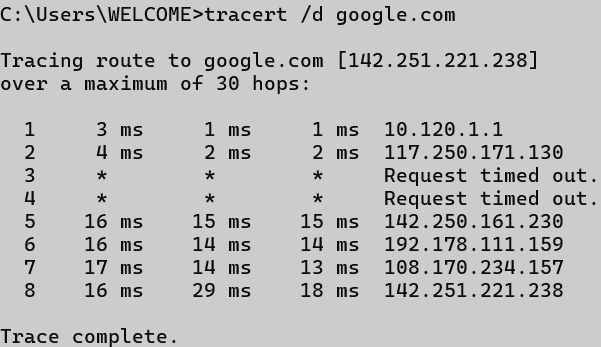 C:\Users\WELCOME>tracert /d google.com
Tracing route to google.com [142.251.221.238]
over a maximum of 30 hops:
1 3 ms 1 ms 1 ms 10.120.1.1
2 4 ms 2 ms 2 ms 117.250.171.130
3 * * * Request timed out.
4 * * * Request timed out.
5 16 ms 15 ms 15 ms 142.250.161.230
6 16 ms 14 ms 14 ms 192.178.111.159
7 17 ms 14 ms 13 ms 108.170.234.157
8 16 ms 29 ms 18 ms 142.251.221.238
Trace complete.